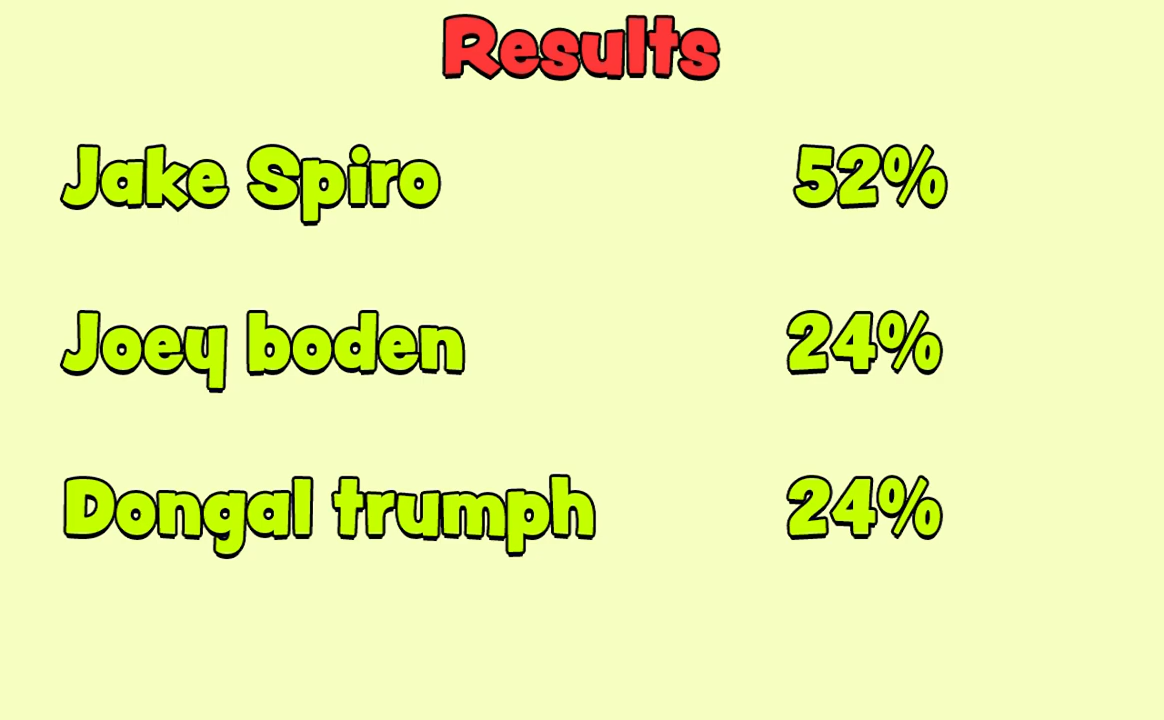 Results
Jake Spiro 52%
Joey boden 24%
Dongal trumph 24%